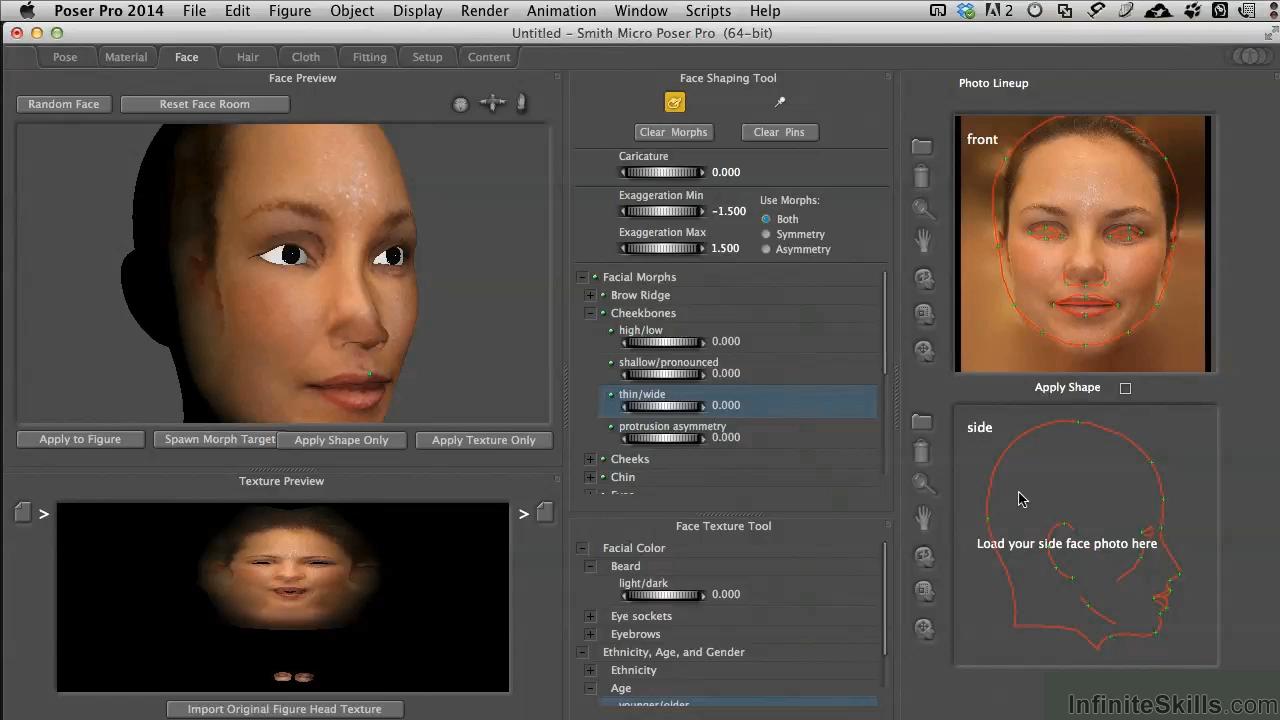 Poser Pro 2014 File Edit Figure Object Display Render Animation Window Scripts Help 2
Untitled - Smith Micro Poser Pro (64-bit)
Pose Material Face Hair Cloth Fitting Setup Content
Face Preview
Random Face Reset Face Room
Apply to Figure Spawn Morph Target Apply Shape Only Apply Texture Only
Texture Preview
> >
Import Original Figure Head Texture
Face Shaping Tool
Clear Morphs Clear Pins
Caricature
0.000
Exaggeration Min
-1.500
Exaggeration Max
1.500
Use Morphs:
Both
Symmetry
Asymmetry
Facial Morphs
Brow Ridge
Cheekbones
high/low
0.000
shallow/pronounced
0.000
thin/wide
0.000
protrusion asymmetry
0.000
Cheeks
Chin
Face Texture Tool
Facial Color
Beard
light/dark
0.000
Eye sockets
Eyebrows
Ethnicity, Age, and Gender
Ethnicity
Age
younger/older
Photo Lineup
front
Apply Shape
side
Load your side face photo here
InfiniteSkills.com